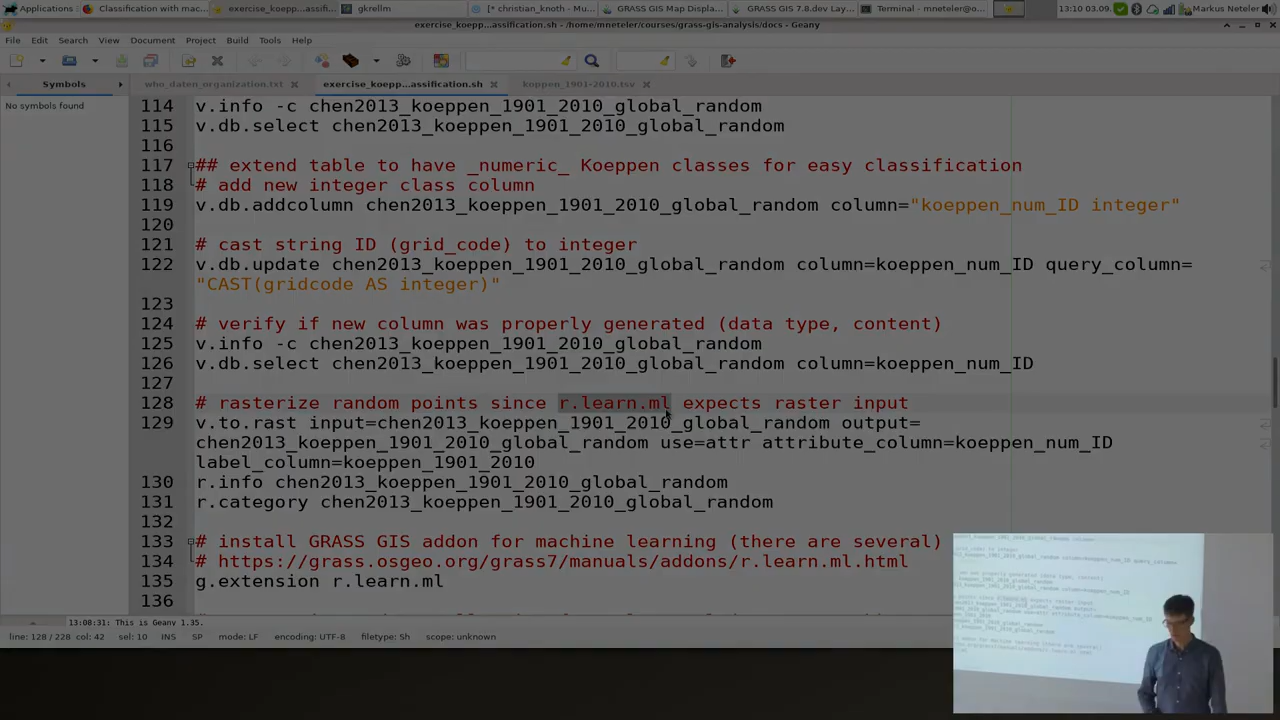 Applications
Classification with mac...
exercise_koepp...assifi...
gkrellm
[* christian_knoth - Mu...
GRASS GIS Map Displa...
GRASS GIS 7.8.dev Lay...
Terminal - mneteler@o...
13:10 03.09.
Markus Neteler
exercise_koeppe...assification.sh - /home/mneteler/courses/grass-gis-analysis/docs - Geany
File Edit Search View Document Project Build Tools Help
Symbols
who_daten_organization.txt
exercise_koepp...assification.sh
koppen_1901-2010.tsv
No symbols found
114 v.info -c chen2013_koeppen_1901_2010_global_random
115 v.db.select chen2013_koeppen_1901_2010_global_random
116
117 ## extend table to have _numeric_ Koeppen classes for easy classification
118 # add new integer class column
119 v.db.addcolumn chen2013_koeppen_1901_2010_global_random column="koeppen_num_ID integer"
120
121 # cast string ID (grid_code) to integer
122 v.db.update chen2013_koeppen_1901_2010_global_random column=koeppen_num_ID query_column=
"CAST(gridcode AS integer)"
123
124 # verify if new column was properly generated (data type, content)
125 v.info -c chen2013_koeppen_1901_2010_global_random
126 v.db.select chen2013_koeppen_1901_2010_global_random column=koeppen_num_ID
127
128 # rasterize random points since r.learn.ml expects raster input
129 v.to.rast input=chen2013_koeppen_1901_2010_global_random output=
chen2013_koeppen_1901_2010_global_random use=attr attribute_column=koeppen_num_ID
label_column=koeppen_1901_2010
130 r.info chen2013_koeppen_1901_2010_global_random
131 r.category chen2013_koeppen_1901_2010_global_random
132
133 # install GRASS GIS addon for machine learning (there are several)
134 # https://grass.osgeo.org/grass7/manuals/addons/r.learn.ml.html
135 g.extension r.learn.ml
136
13:08:31: This is Geany 1.35.
line: 128 / 228 col: 42 sel: 10 INS SP mode: LF encoding: UTF-8 filetype: Sh scope: unknown